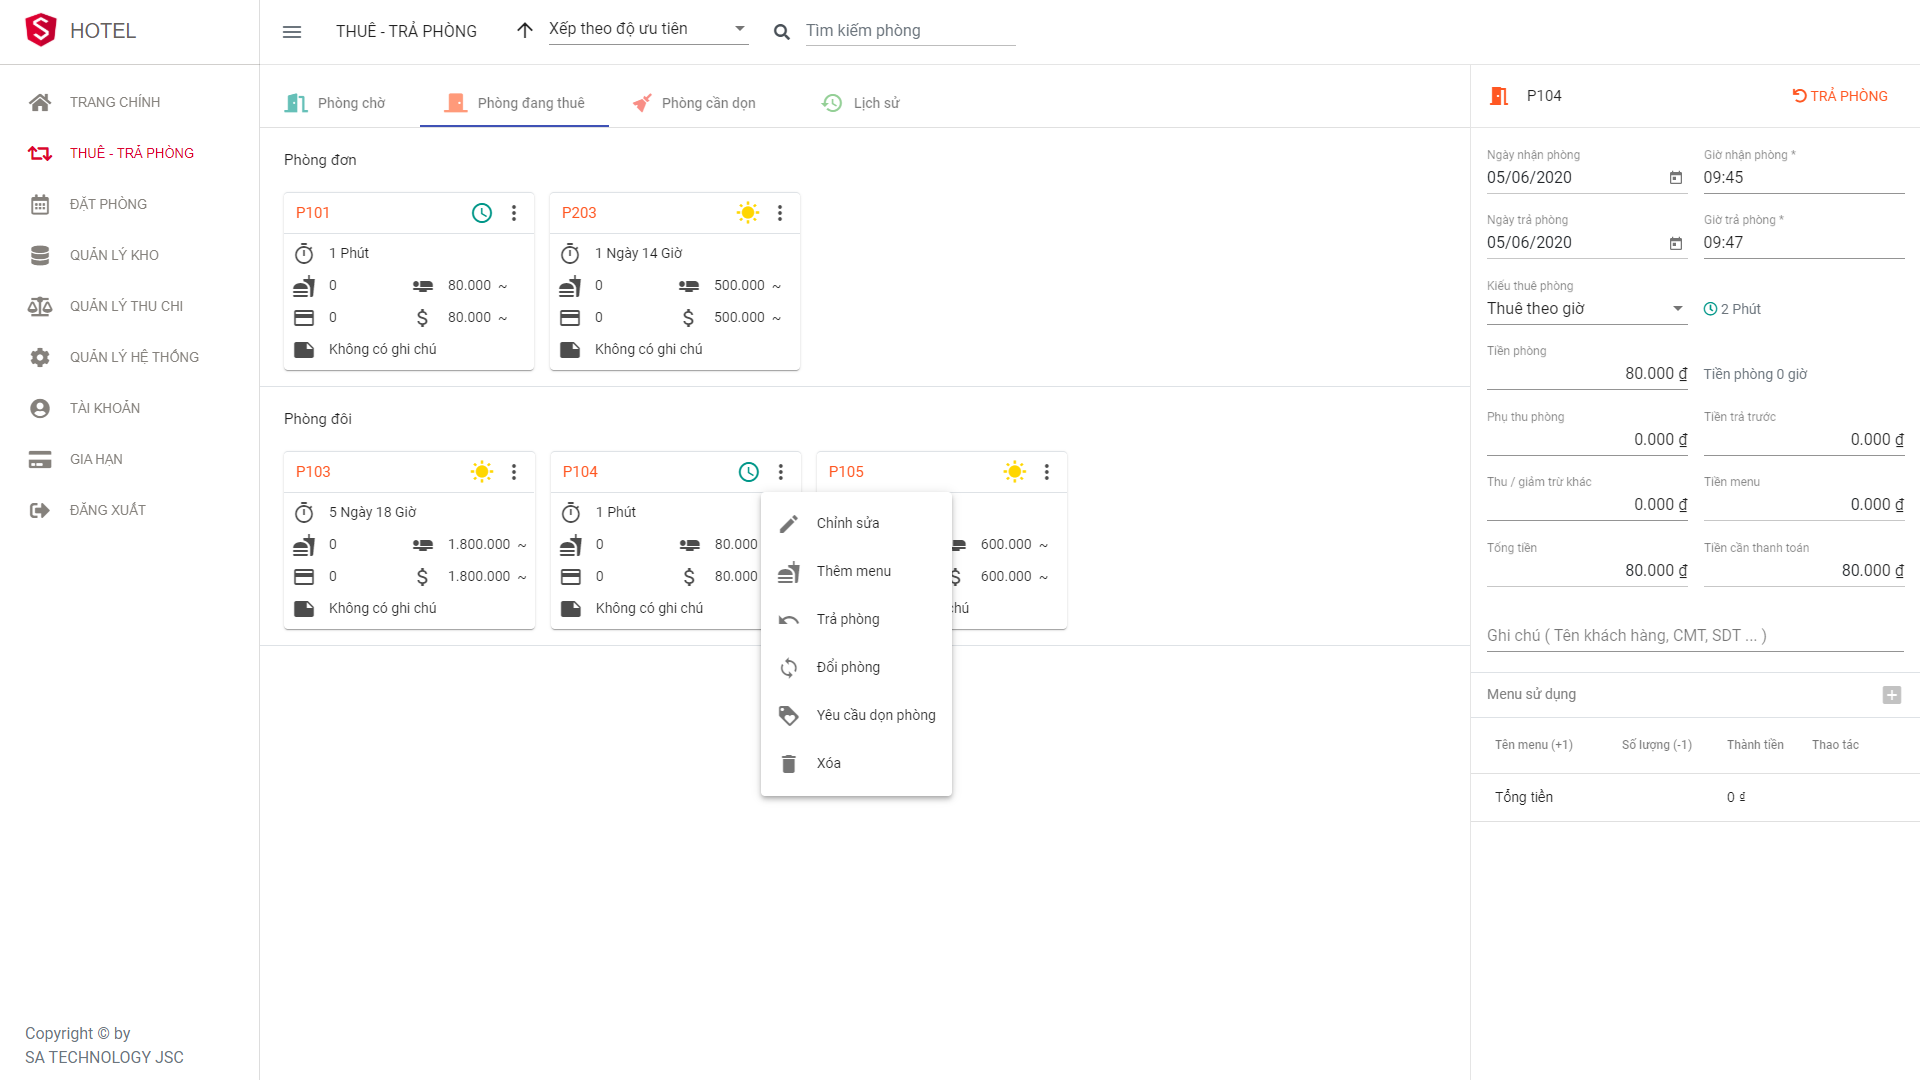 HOTEL
THUÊ - TRẢ PHÒNG
Xếp theo độ ưu tiên
Tìm kiếm phòng
TRANG CHÍNH
THUÊ - TRẢ PHÒNG
ĐẶT PHÒNG
QUẢN LÝ KHO
QUẢN LÝ THU CHI
QUẢN LÝ HỆ THỐNG
TÀI KHOẢN
GIA HẠN
ĐĂNG XUẤT
Copyright © by
SA TECHNOLOGY JSC
Phòng chờ
Phòng đang thuê
Phòng cần dọn
Lịch sử
Phòng đơn
P101
1 Phút
0 80.000 ~
0 80.000 ~
Không có ghi chú
P203
1 Ngày 14 Giờ
0 500.000 ~
0 500.000 ~
Không có ghi chú
Phòng đôi
P103
5 Ngày 18 Giờ
0 1.800.000 ~
0 1.800.000 ~
Không có ghi chú
P104
1 Phút
0 80.000
0 80.000
Không có ghi chú
P105
600.000 ~
600.000 ~
chú
Chỉnh sửa
Thêm menu
Trả phòng
Đổi phòng
Yêu cầu dọn phòng
Xóa
P104
TRẢ PHÒNG
Ngày nhận phòng
05/06/2020
Giờ nhận phòng *
09:45
Ngày trả phòng
05/06/2020
Giờ trả phòng *
09:47
Kiểu thuê phòng
Thuê theo giờ
2 Phút
Tiền phòng
80.000 ₫
Tiền phòng 0 giờ
Phụ thu phòng
0.000 ₫
Tiền trả trước
0.000 ₫
Thu / giảm trừ khác
0.000 ₫
Tiền menu
0.000 ₫
Tổng tiền
80.000 ₫
Tiền cần thanh toán
80.000 ₫
Ghi chú ( Tên khách hàng, CMT, SDT ... )
Menu sử dụng
Tên menu (+1) Số lượng (-1) Thành tiền Thao tác
Tổng tiền 0 ₫